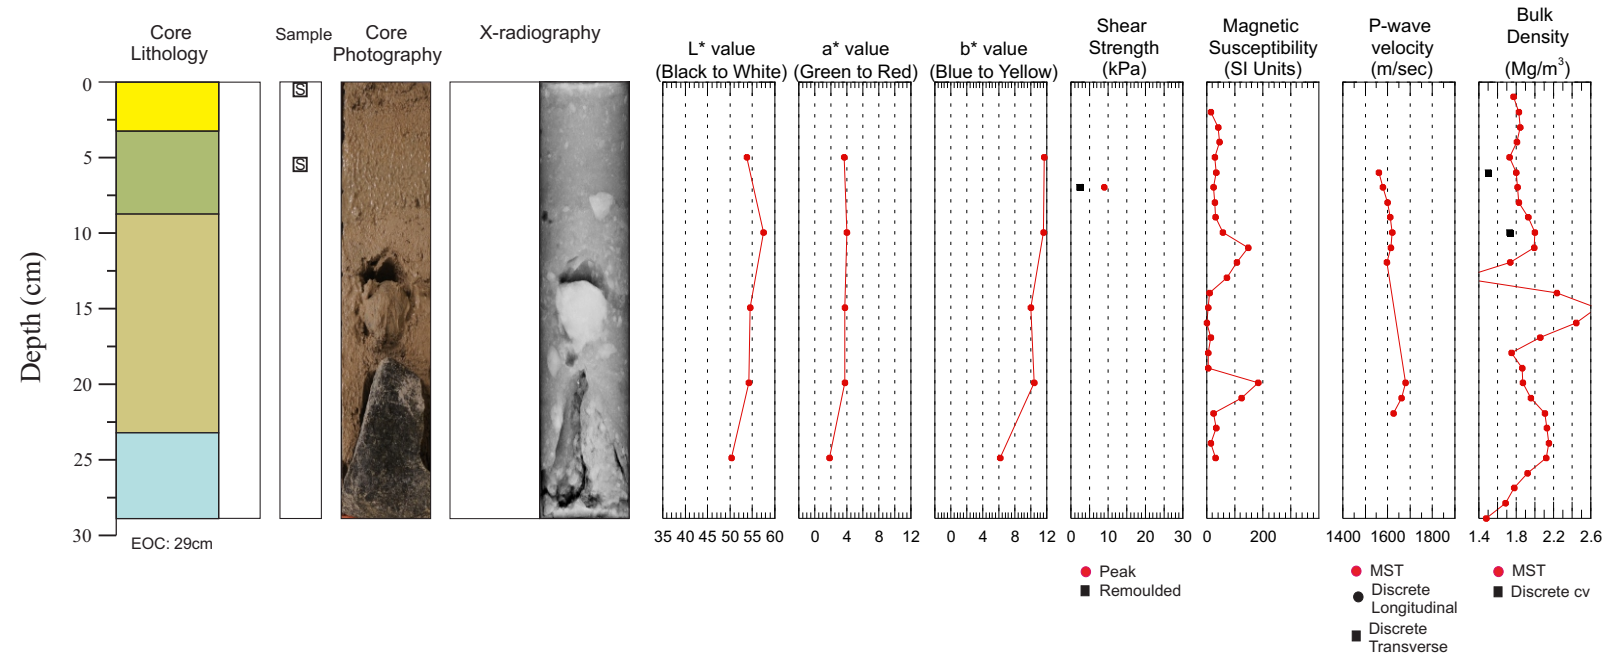 Core
Lithology
Sample
Core
Photography
X-radiography
L* value
(Black to White)
a* value
(Green to Red)
b* value
(Blue to Yellow)
Shear
Strength
(kPa)
Magnetic
Susceptibility
(SI Units)
P-wave
velocity
(m/sec)
Bulk
Density
(Mg/m³)
Depth (cm)
0
5
10
15
20
25
30
S
S
EOC: 29cm
35 40 45 50 55 60
0 4 8 12
0 4 8 12
0 10 20 30
0 200
1400 1600 1800
1.4 1.8 2.2 2.6
Peak
Remoulded
MST
Discrete
Longitudinal
Discrete
Transverse
MST
Discrete cv